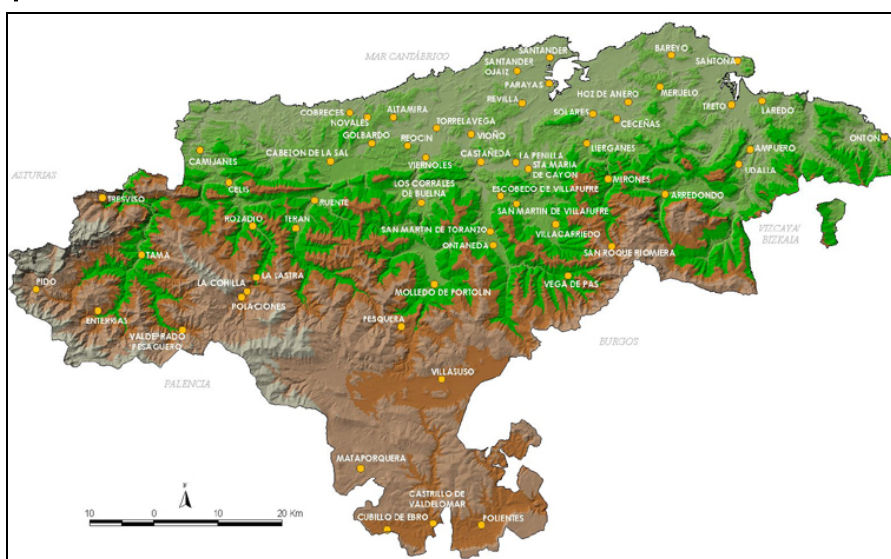 MAR CANTÁBRICO
SANTANDER
BAREYO
SANTANDER
OJAIZ
SANTOÑA
PARAYAS
HOZ DE ANERO
MERUELO
REVILLA
TRETO
LAREDO
COBRECES
ALTAMIRA
SOLARES
NOVALES
TORRELAVEGA
CECEÑAS
GOLBARDO
REOCIN
VIOÑO
ONTON
LIERGANES
AMPUERO
CABEZON DE LA SAL
CASTAÑEDA
LA PENILLA
CAMIJANES
VIERNOLES
STA MARIA
DE CAYON
UDALLA
ASTURIAS
CELIS
LOS CORRALES
DE BUELNA
MIRONES
ESCOBEDO DE VILLAFUFRE
ARREDONDO
TRESVISO
RUENTE
SAN MARTIN DE VILLAFUFRE
ROZADIO
TERAN
SAN MARTIN DE TORANZO
VILLACAFRIEDO
VIZCAYA/
BIZKAIA
ONTANEDA
SAN ROQUE RIOMIERA
TAMA
PIDO
LA COHILLA
LA LASTRA
VEGA DE PAS
POLACIONES
MOLLEDO DE PORTOLIN
ENTERRIAS
PESQUERA
VALDEPRADO
PESAGUERO
BURGOS
PALENCIA
VILLASUSO
MATAPORQUERA
CASTRILLO DE
VALDELOMAR
CUBILLO DE EBRO
POLIENTES
10 0 10 20 Km